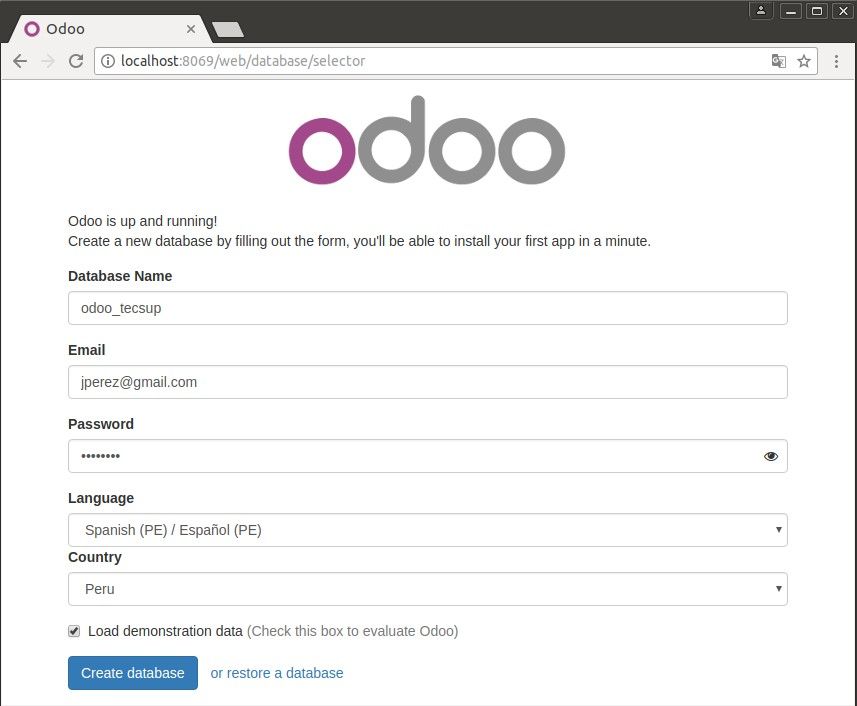 Odoo
localhost:8069/web/database/selector
odoo
Odoo is up and running!
Create a new database by filling out the form, you'll be able to install your first app in a minute.
Database Name
odoo_tecsup
Email
jperez@gmail.com
Password
••••••••
Language
Spanish (PE) / Español (PE)
Country
Peru
Load demonstration data (Check this box to evaluate Odoo)
Create database or restore a database